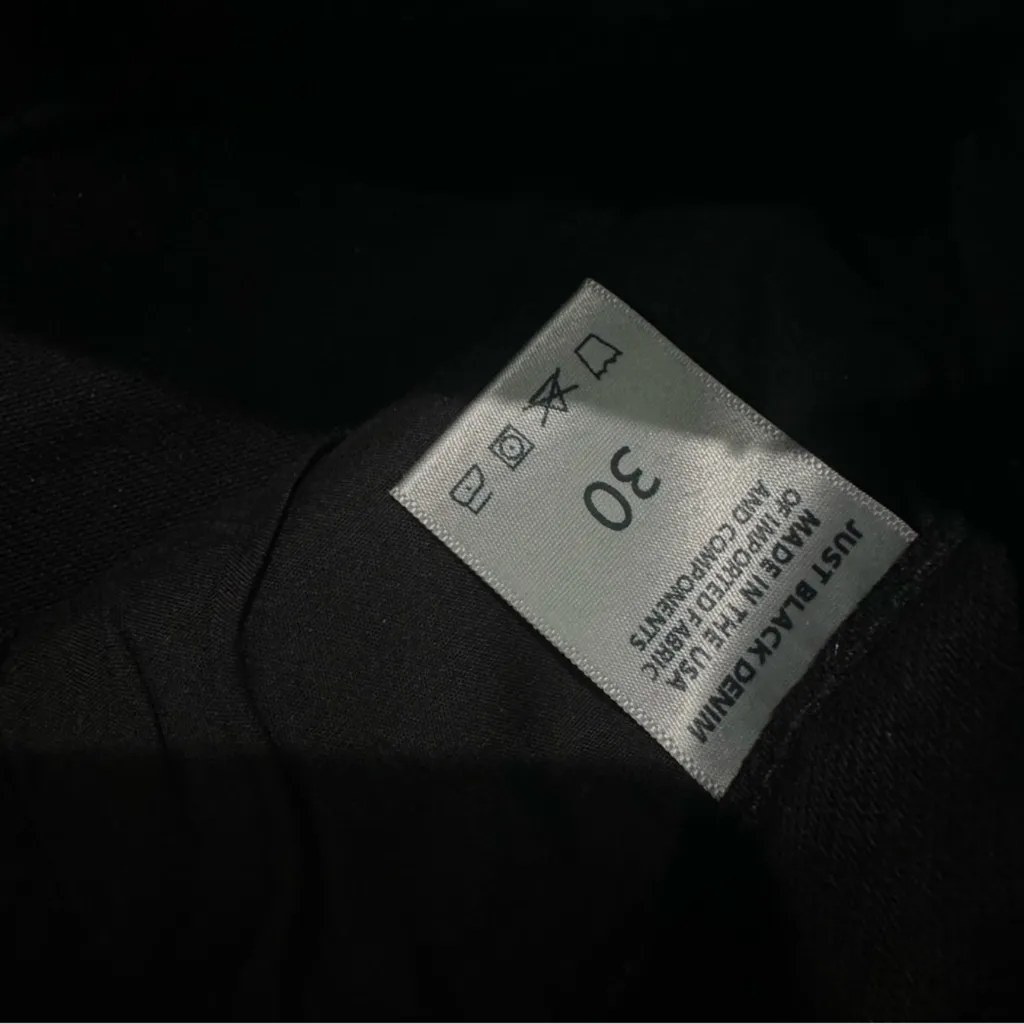 JUST BLACK DENIM
MADE IN THE USA
OF IMPORTED FABRIC
AND COMPONENTS
30